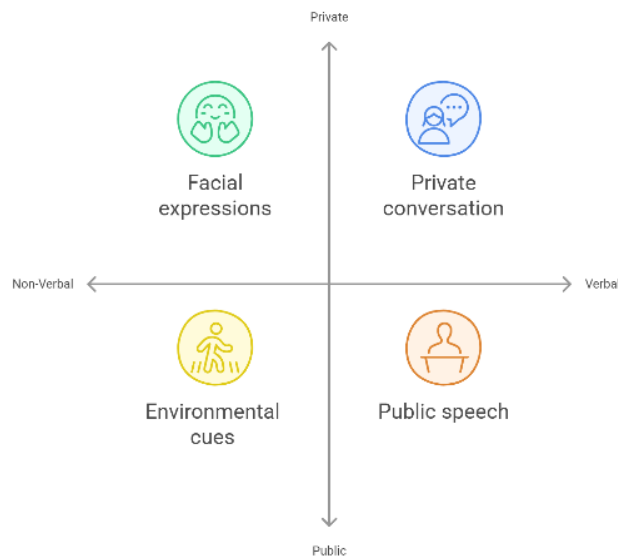 Private
Facial
expressions
Private
conversation
Non-Verbal
Verbal
Environmental
cues
Public speech
Public